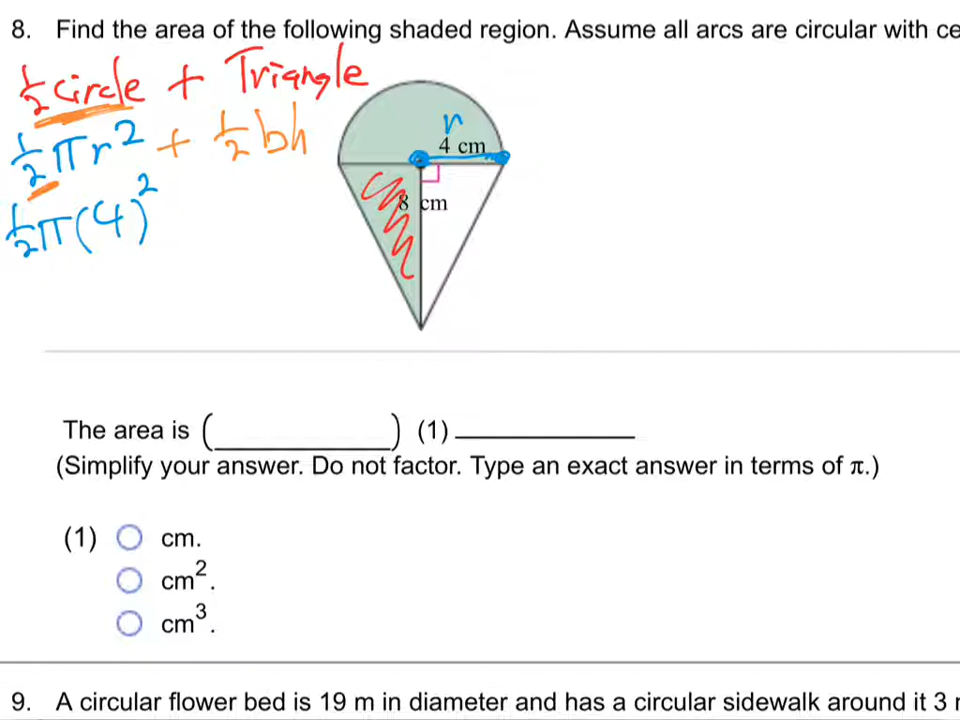 8. Find the area of the following shaded region. Assume all arcs are circular with ce
½ circle + Triangle
½πr² + ½bh
½π(4)²
r
4 cm
8 cm
The area is (__________) (1) __________
(Simplify your answer. Do not factor. Type an exact answer in terms of π.)
(1) ○ cm.
○ cm².
○ cm³.
9. A circular flower bed is 19 m in diameter and has a circular sidewalk around it 3